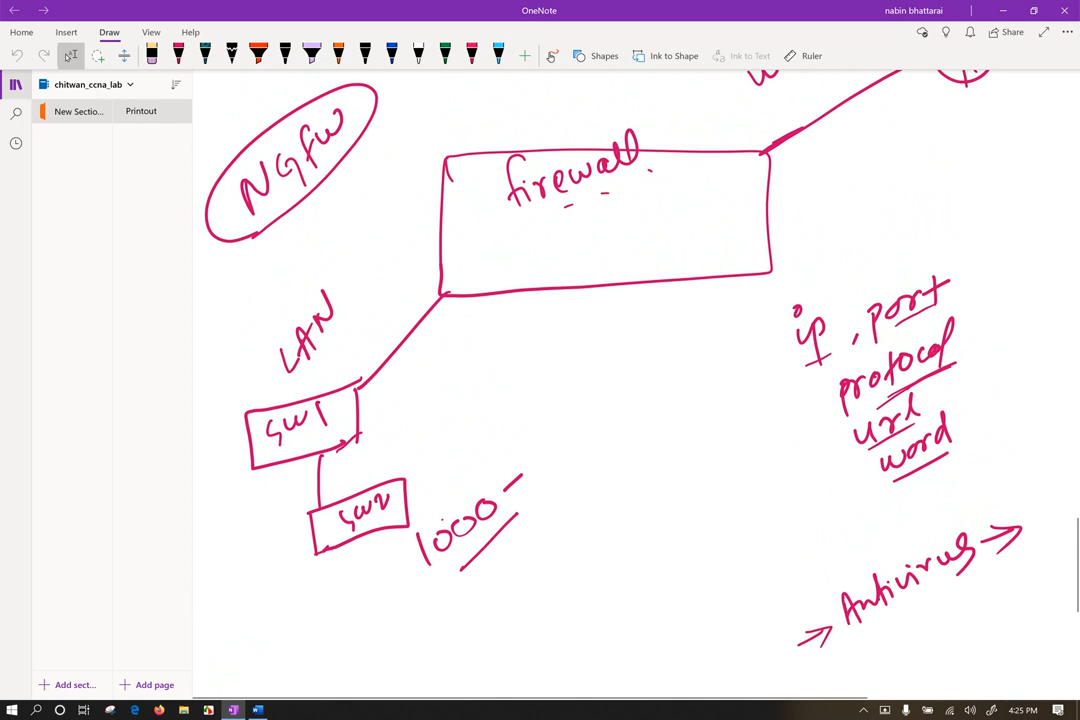 OneNote
nabin bhattarai
Home Insert Draw View Help
Share
Shapes
Ink to Shape
Ink to Text
Ruler
chitwan_ccna_lab
New Sectio...
Printout
NGfw
firewall
LAN
SW1
SW2
1000
ip, port
protocol
url
word
Antivirus
Add sect...
Add page
4:25 PM